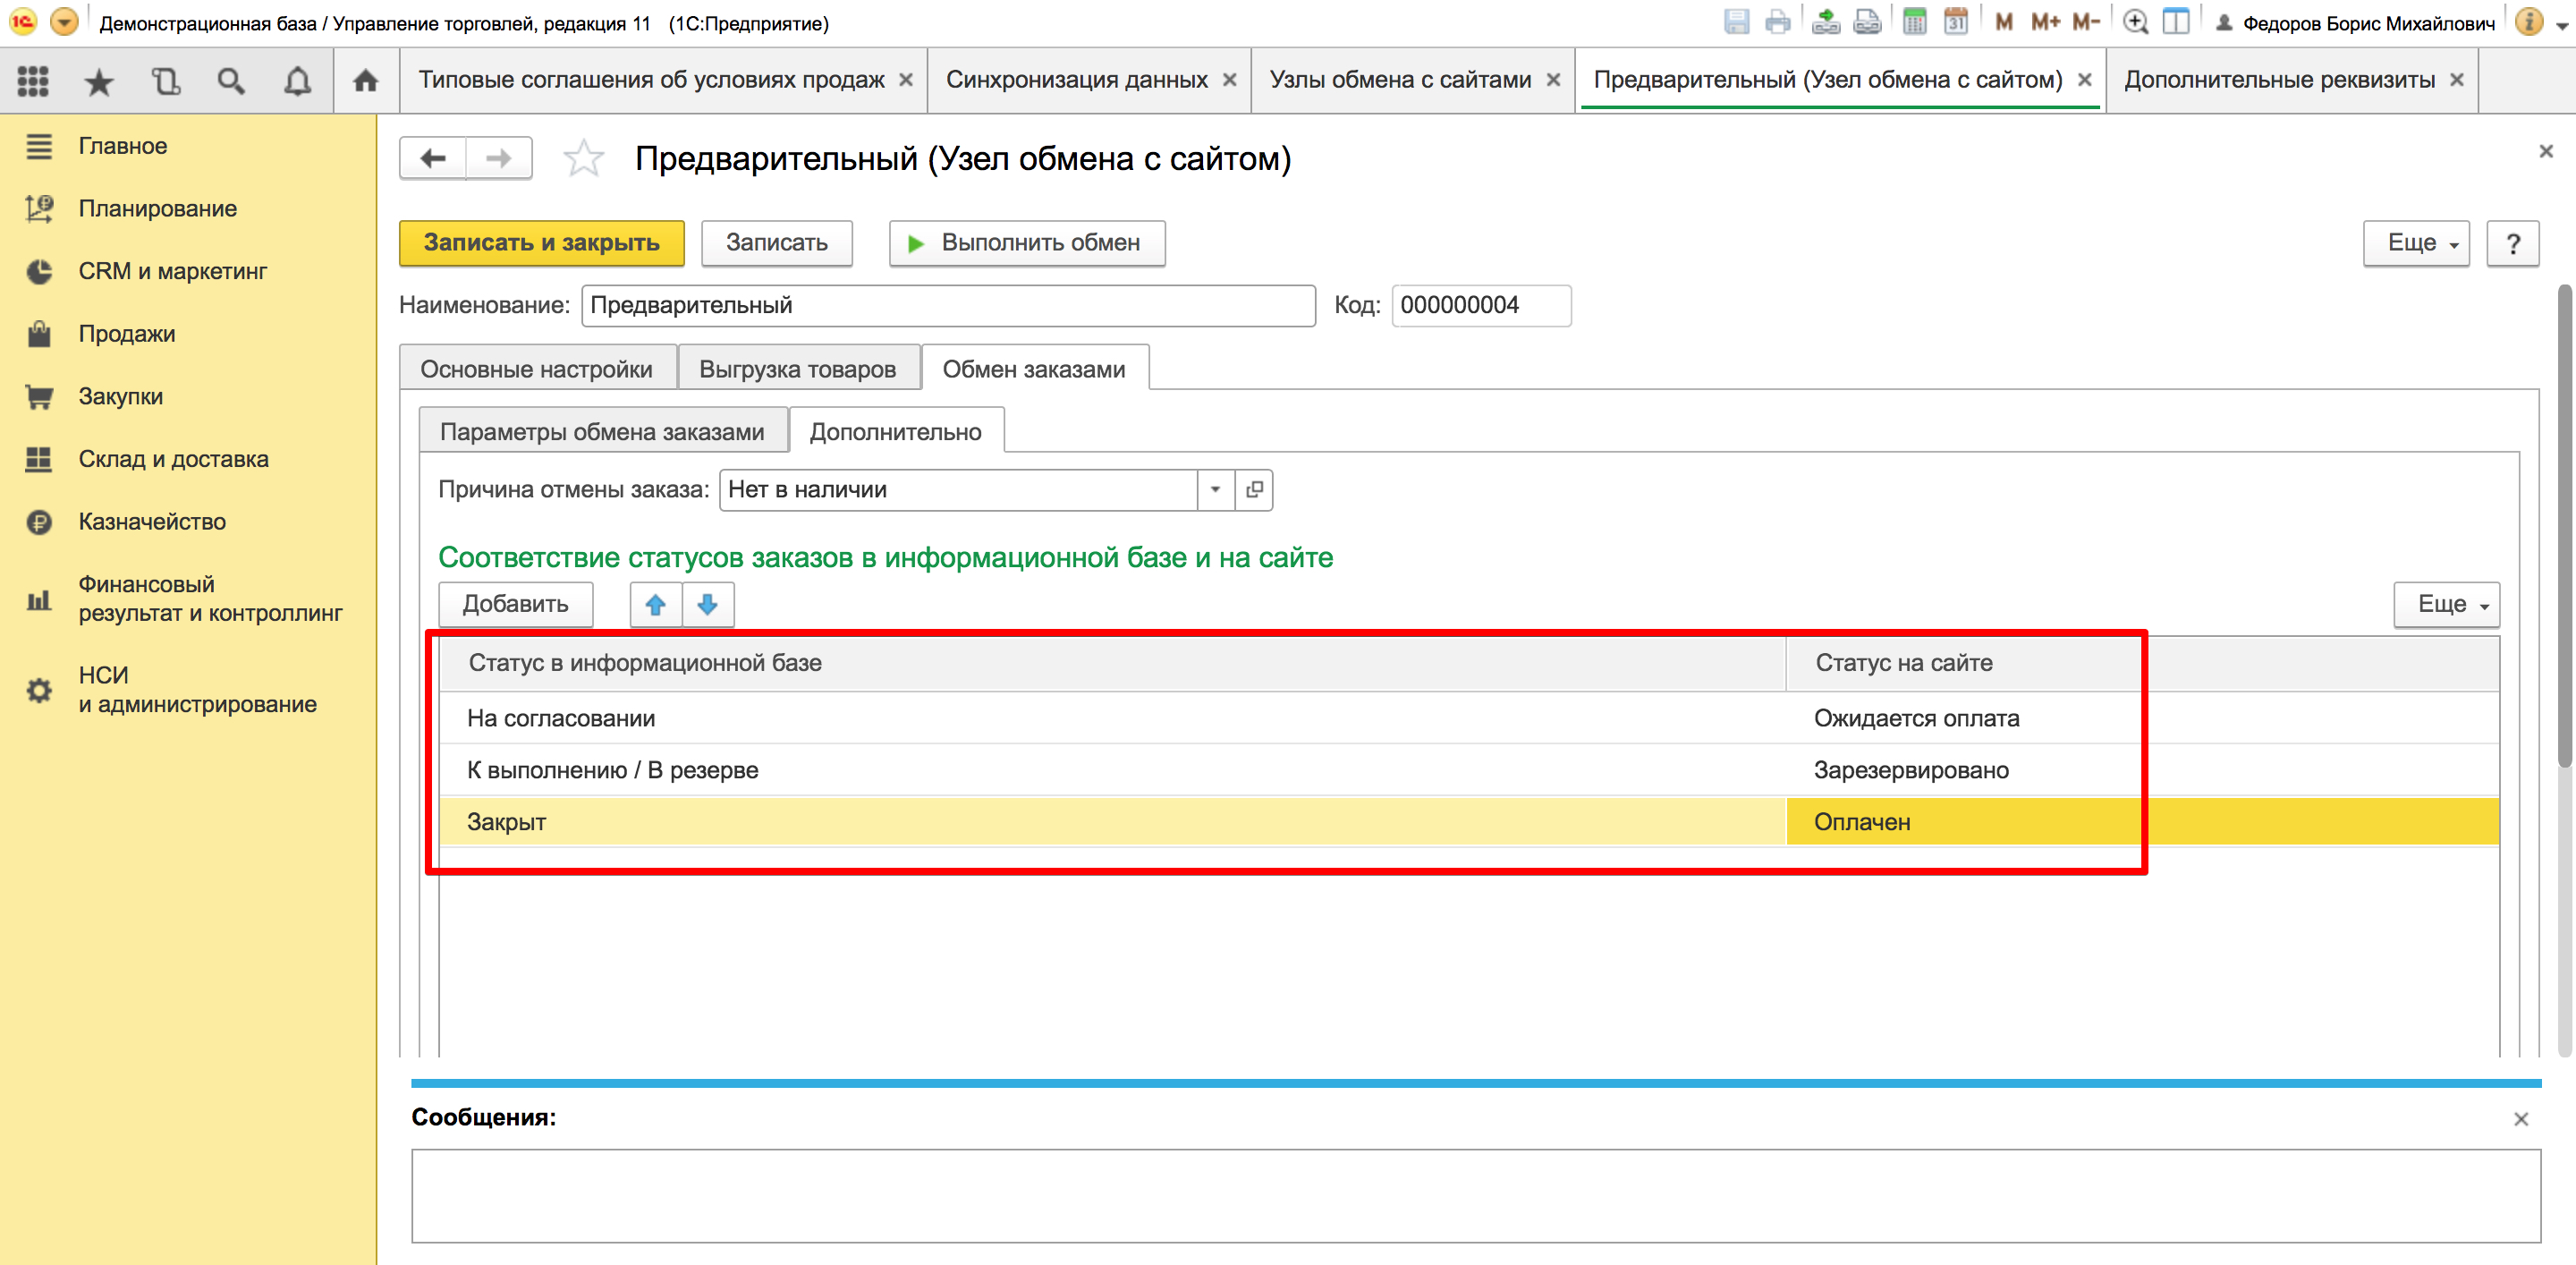 Демонстрационная база / Управление торговлей, редакция 11 (1С:Предприятие)
31
M M+ M-
Федоров Борис Михайлович
Типовые соглашения об условиях продаж
Синхронизация данных
Узлы обмена с сайтами
Предварительный (Узел обмена с сайтом)
Дополнительные реквизиты
Главное
Планирование
CRM и маркетинг
Продажи
Закупки
Склад и доставка
Казначейство
Финансовый
результат и контроллинг
НСИ
и администрирование
Предварительный (Узел обмена с сайтом)
Записать и закрыть
Записать
Выполнить обмен
Еще
?
Наименование: Предварительный
Код: 000000004
Основные настройки
Выгрузка товаров
Обмен заказами
Параметры обмена заказами
Дополнительно
Причина отмены заказа: Нет в наличии
Соответствие статусов заказов в информационной базе и на сайте
Добавить
Еще
Статус в информационной базе Статус на сайте
На согласовании Ожидается оплата
К выполнению / В резерве Зарезервировано
Закрыт Оплачен
Сообщения: